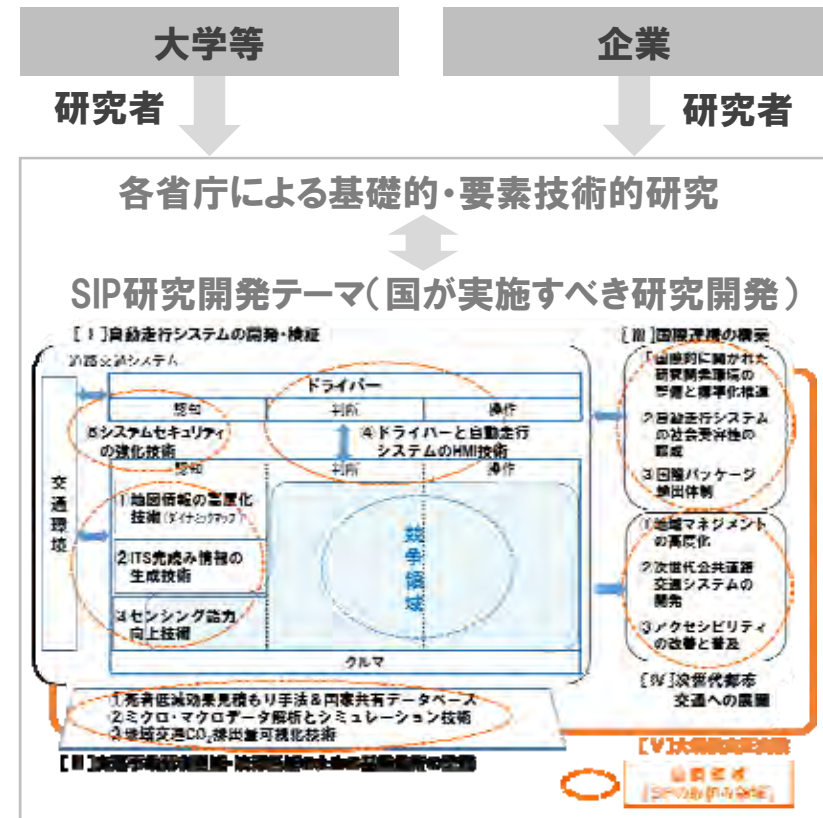 大学等
企業
研究者
研究者
各省庁による基礎的・要素技術的研究
SIP研究開発テーマ(国が実施すべき研究開発)
[Ⅰ]自動走行システムの開発・検証
道路交通システム
ドライバー
認知 判断 操作
⑤システムセキュリティ
の強化技術
④ドライバーと自動走行
システムのHMI技術
認知 判断 操作
交通環境
①地図情報の高度化
技術(ダイナミックマップ)
②ITS先読み情報の
生成技術
③センシング能力
向上技術
競争領域
クルマ
①死者低減効果見積もり手法&国家共有データベース
②ミクロ・マクロデータ解析とシミュレーション技術
③地域交通CO₂排出量可視化技術
[Ⅲ]国際連携の構築
①国際的に開かれた
研究開発環境の
整備と標準化推進
②自動走行システム
の社会受容性の
醸成
③国際パッケージ
輸出体制
①地域マネジメント
の高度化
②次世代公共道路
交通システムの
開発
③アクセシビリティ
の改善と普及
[Ⅳ]次世代都市
交通への展開
[Ⅴ]大規模実証実験
協調領域